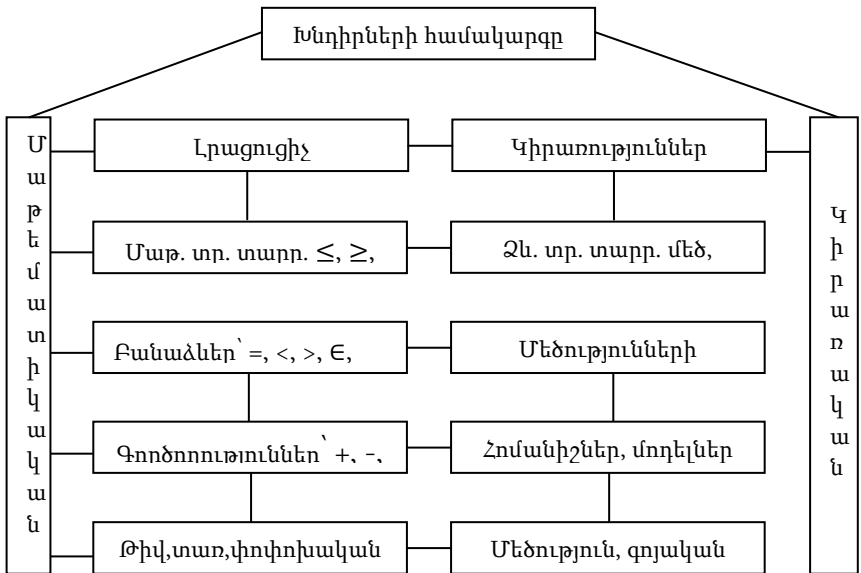 Խնդիրների համակարգը
Մաթեմատիկական
Լրացուցիչ
Կիրառություններ
Կիրառական
Մաթ. տր. տարր. ≤, ≥,
Ձև. տր. տարր. մեծ,
Բանաձևեր՝ =, <, >, ∈,
Մեծությունների
Գործողություններ՝ +, -,
Հոմանիշներ, մոդելներ
Թիվ,տառ,փոփոխական
Մեծություն, գոյական